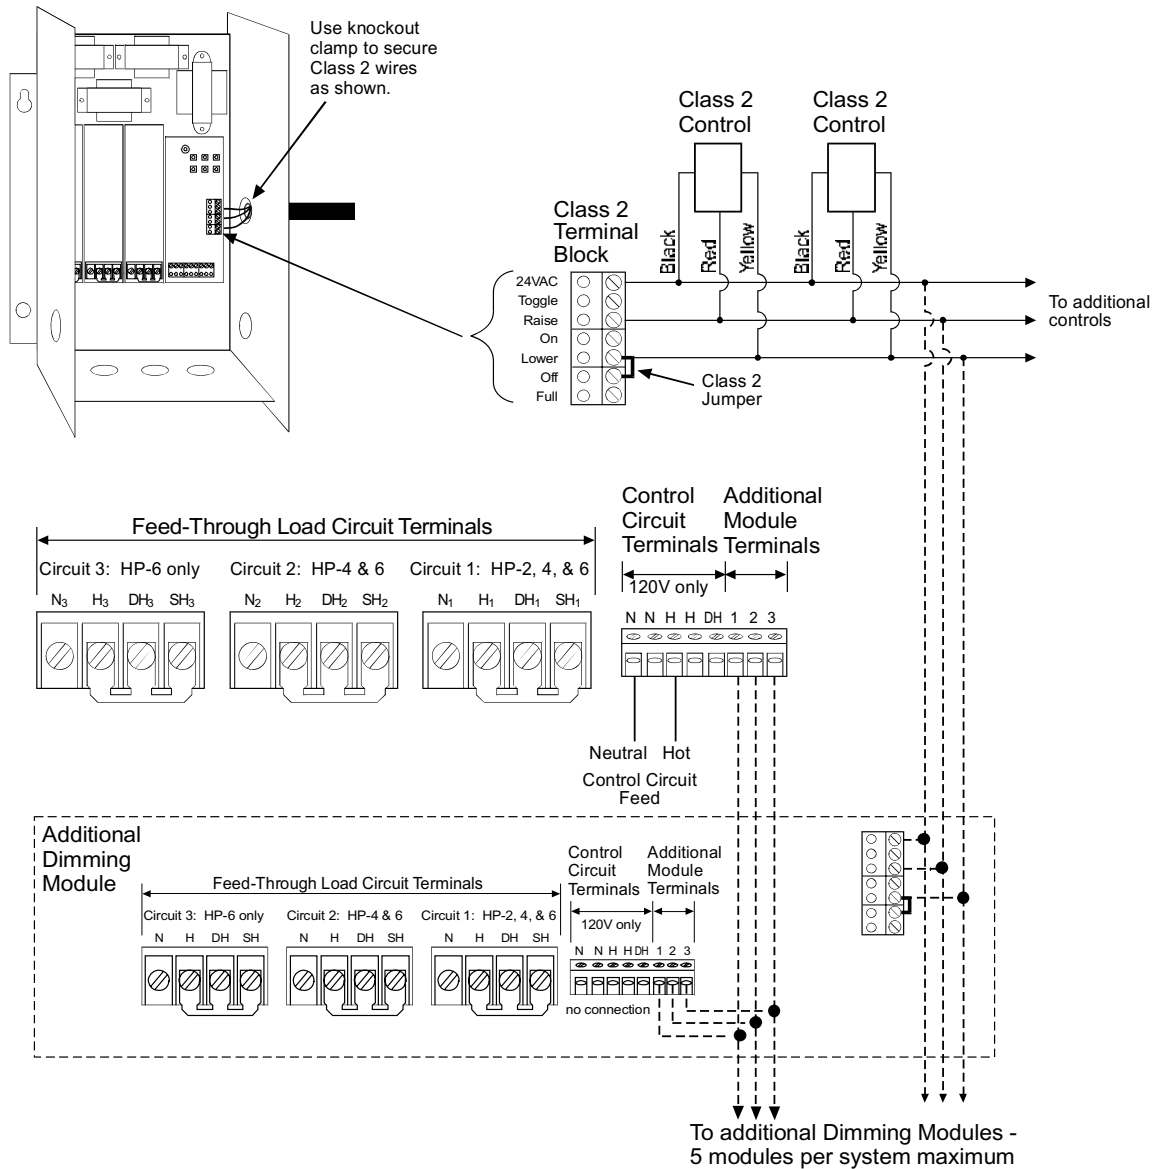 Use knockout
clamp to secure
Class 2 wires
as shown.
Class 2
Control
Class 2
Control
Class 2
Terminal
Block
Black
Red
Yellow
Black
Red
Yellow
24VAC
Toggle
Raise
On
Lower
Off
Full
To additional
controls
Class 2
Jumper
Control
Circuit
Terminals
Additional
Module
Terminals
120V only
Feed-Through Load Circuit Terminals
Circuit 3: HP-6 only
Circuit 2: HP-4 & 6
Circuit 1: HP-2, 4, & 6
N3 H3 DH3 SH3
N2 H2 DH2 SH2
N1 H1 DH1 SH1
N N H H DH 1 2 3
Neutral Hot
Control Circuit
Feed
Additional
Dimming
Module
Feed-Through Load Circuit Terminals
Control
Circuit
Terminals
Additional
Module
Terminals
120V only
Circuit 3: HP-6 only
Circuit 2: HP-4 & 6
Circuit 1: HP-2, 4, & 6
N H DH SH
N H DH SH
N H DH SH
N N H H DH 1 2 3
no connection
To additional Dimming Modules -
5 modules per system maximum